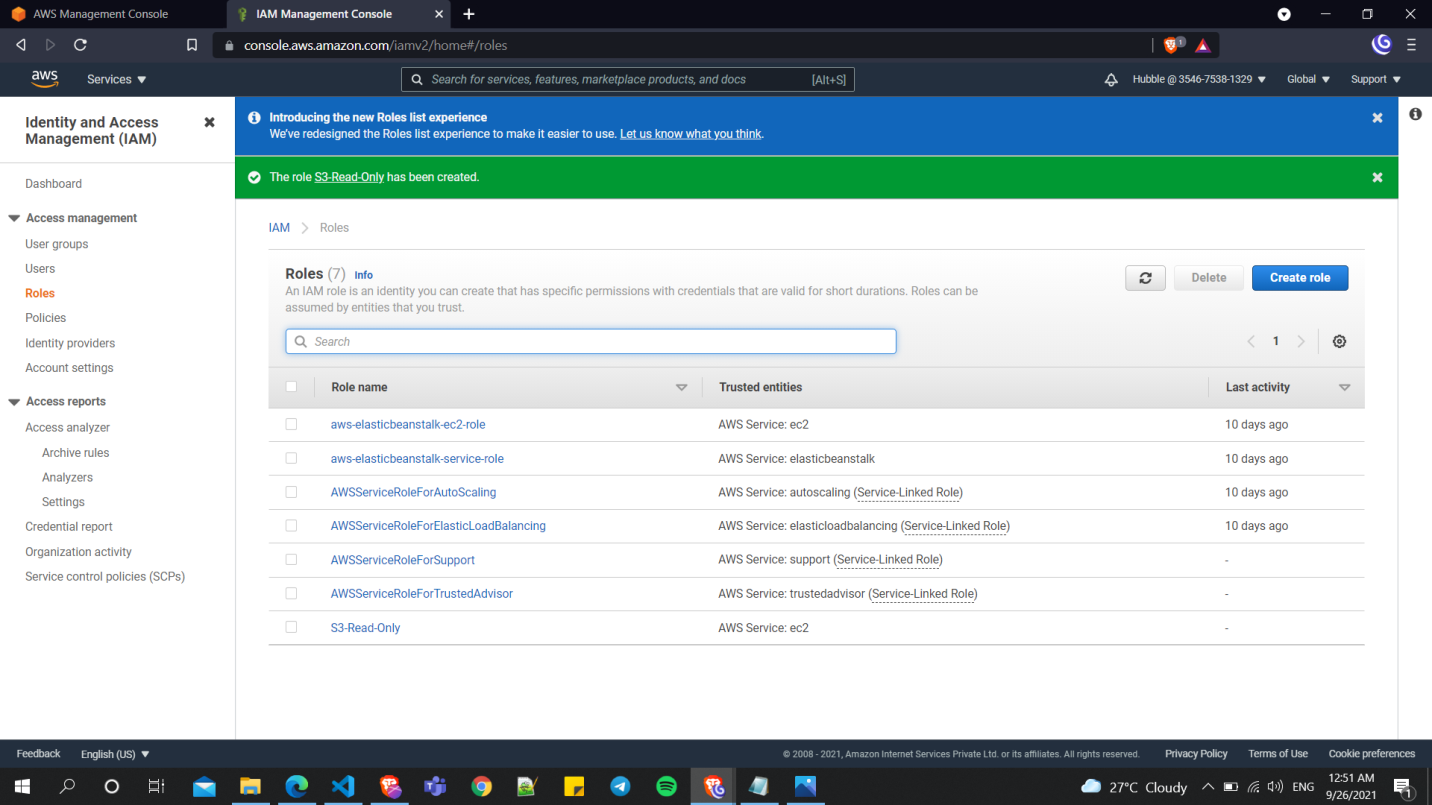 AWS Management Console
IAM Management Console
console.aws.amazon.com/iamv2/home#/roles
1
aws
Services
Search for services, features, marketplace products, and docs
[Alt+S]
Hubble @ 3546-7538-1329
Global
Support
Identity and Access
Management (IAM)
Dashboard
Access management
User groups
Users
Roles
Policies
Identity providers
Account settings
Access reports
Access analyzer
Archive rules
Analyzers
Settings
Credential report
Organization activity
Service control policies (SCPs)
Introducing the new Roles list experience
We've redesigned the Roles list experience to make it easier to use. Let us know what you think.
The role S3-Read-Only has been created.
IAM
Roles
Roles (7) Info
An IAM role is an identity you can create that has specific permissions with credentials that are valid for short durations. Roles can be
assumed by entities that you trust.
Delete
Create role
Search
1
Role name
Trusted entities
Last activity
aws-elasticbeanstalk-ec2-role
AWS Service: ec2
10 days ago
aws-elasticbeanstalk-service-role
AWS Service: elasticbeanstalk
10 days ago
AWSServiceRoleForAutoScaling
AWS Service: autoscaling (Service-Linked Role)
10 days ago
AWSServiceRoleForElasticLoadBalancing
AWS Service: elasticloadbalancing (Service-Linked Role)
10 days ago
AWSServiceRoleForSupport
AWS Service: support (Service-Linked Role)
-
AWSServiceRoleForTrustedAdvisor
AWS Service: trustedadvisor (Service-Linked Role)
-
S3-Read-Only
AWS Service: ec2
-
Feedback
English (US)
© 2008 - 2021, Amazon Internet Services Private Ltd. or its affiliates. All rights reserved.
Privacy Policy
Terms of Use
Cookie preferences
27°C Cloudy
ENG
12:51 AM
9/26/2021
1